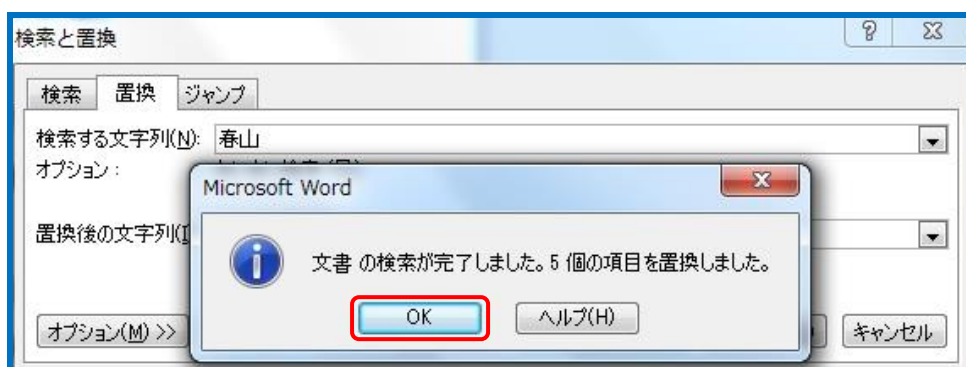 検索と置換
検索 置換 ジャンプ
検索する文字列(N): 春山
オプション :
Microsoft Word
置換後の文字列(I
文書 の検索が完了しました。5 個の項目を置換しました。
OK ヘルプ(H)
オプション(M) >> キャンセル